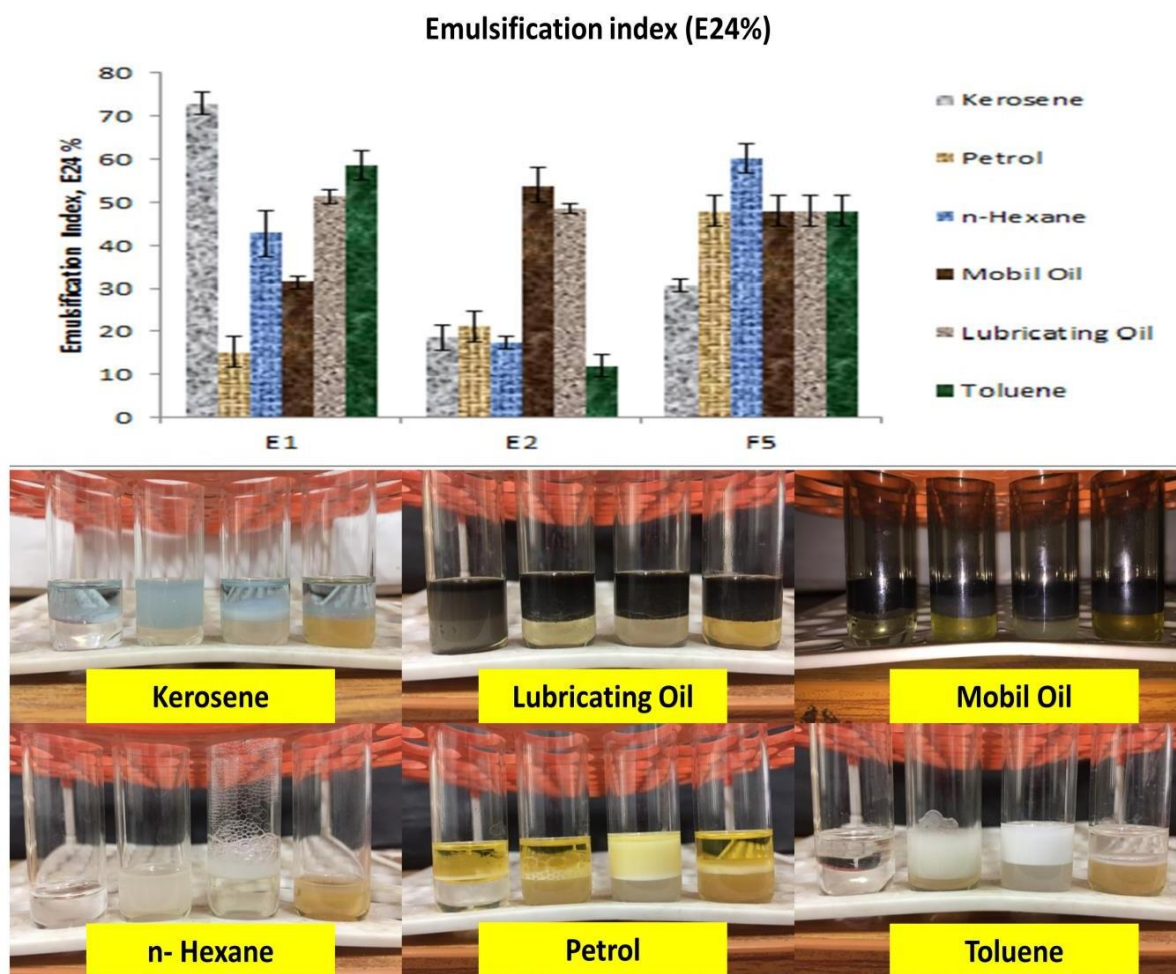 Emulsification index (E24%)
Emulsification Index, E24 %
80
70
60
50
40
30
20
10
0
E1
E2
F5
Kerosene
Petrol
n-Hexane
Mobil Oil
Lubricating Oil
Toluene
Kerosene
Lubricating Oil
Mobil Oil
n- Hexane
Petrol
Toluene